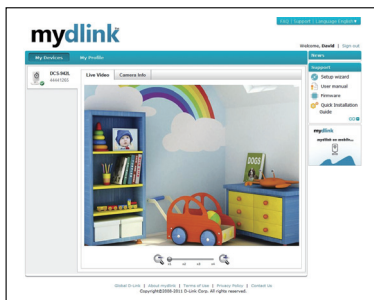 FAQ | Support | Language English
mydlink
Welcome, David | Sign out
My Devices
My Profile
News
Support
Setup wizard
User manual
Firmware
Quick Installation
Guide
DCS-942L
Live Video
Camera Info
DOGS
mydlink
Global D-Link | About mydlink | Terms of Use | Privacy Policy | Contact Us
Copyright©2005-2011 D-Link Corp. All rights reserved.